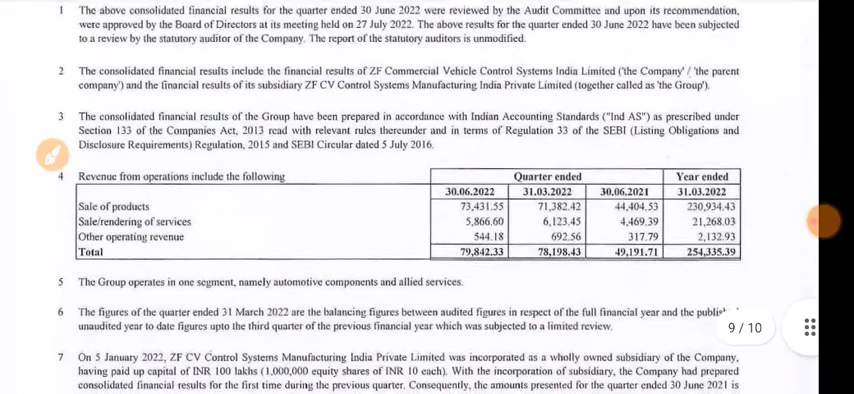 1 The above consolidated financial results for the quarter ended 30 June 2022 were reviewed by the Audit Committee and upon its recommendation,
were approved by the Board of Directors at its meeting held on 27 July 2022. The above results for the quarter ended 30 June 2022 have been subjected
to a review by the statutory auditor of the Company. The report of the statutory auditors is unmodified.
2 The consolidated financial results include the financial results of ZF Commercial Vehicle Control Systems India Limited ('the Company' / 'the parent
company') and the financial results of its subsidiary ZF CV Control Systems Manufacturing India Private Limited (together called as 'the Group').
3 The consolidated financial results of the Group have been prepared in accordance with Indian Accounting Standards ("Ind AS") as prescribed under
Section 133 of the Companies Act, 2013 read with relevant rules thereunder and in terms of Regulation 33 of the SEBI (Listing Obligations and
Disclosure Requirements) Regulation, 2015 and SEBI Circular dated 5 July 2016.
4 Revenue from operations include the following Quarter ended Year ended
30.06.2022 31.03.2022 30.06.2021 31.03.2022
Sale of products 73,431.55 71,382.42 44,404.53 230,934.43
Sale/rendering of services 5,866.60 6,123.45 4,469.39 21,268.03
Other operating revenue 544.18 692.56 317.79 2,132.93
Total 79,842.33 78,198.43 49,191.71 254,335.39
5 The Group operates in one segment, namely automotive components and allied services.
6 The figures of the quarter ended 31 March 2022 are the balancing figures between audited figures in respect of the full financial year and the
unaudited year to date figures upto the third quarter of the previous financial year which was subjected to a limited review.
9 / 10
7 On 5 January 2022, ZF CV Control Systems Manufacturing India Private Limited was incorporated as a wholly owned subsidiary of the Company,
having paid up capital of INR 100 lakhs (1,000,000 equity shares of INR 10 each). With the incorporation of subsidiary, the Company had prepared
consolidated financial results for the first time during the previous quarter. Consequently, the amounts presented for the quarter ended 30 June 2021 is